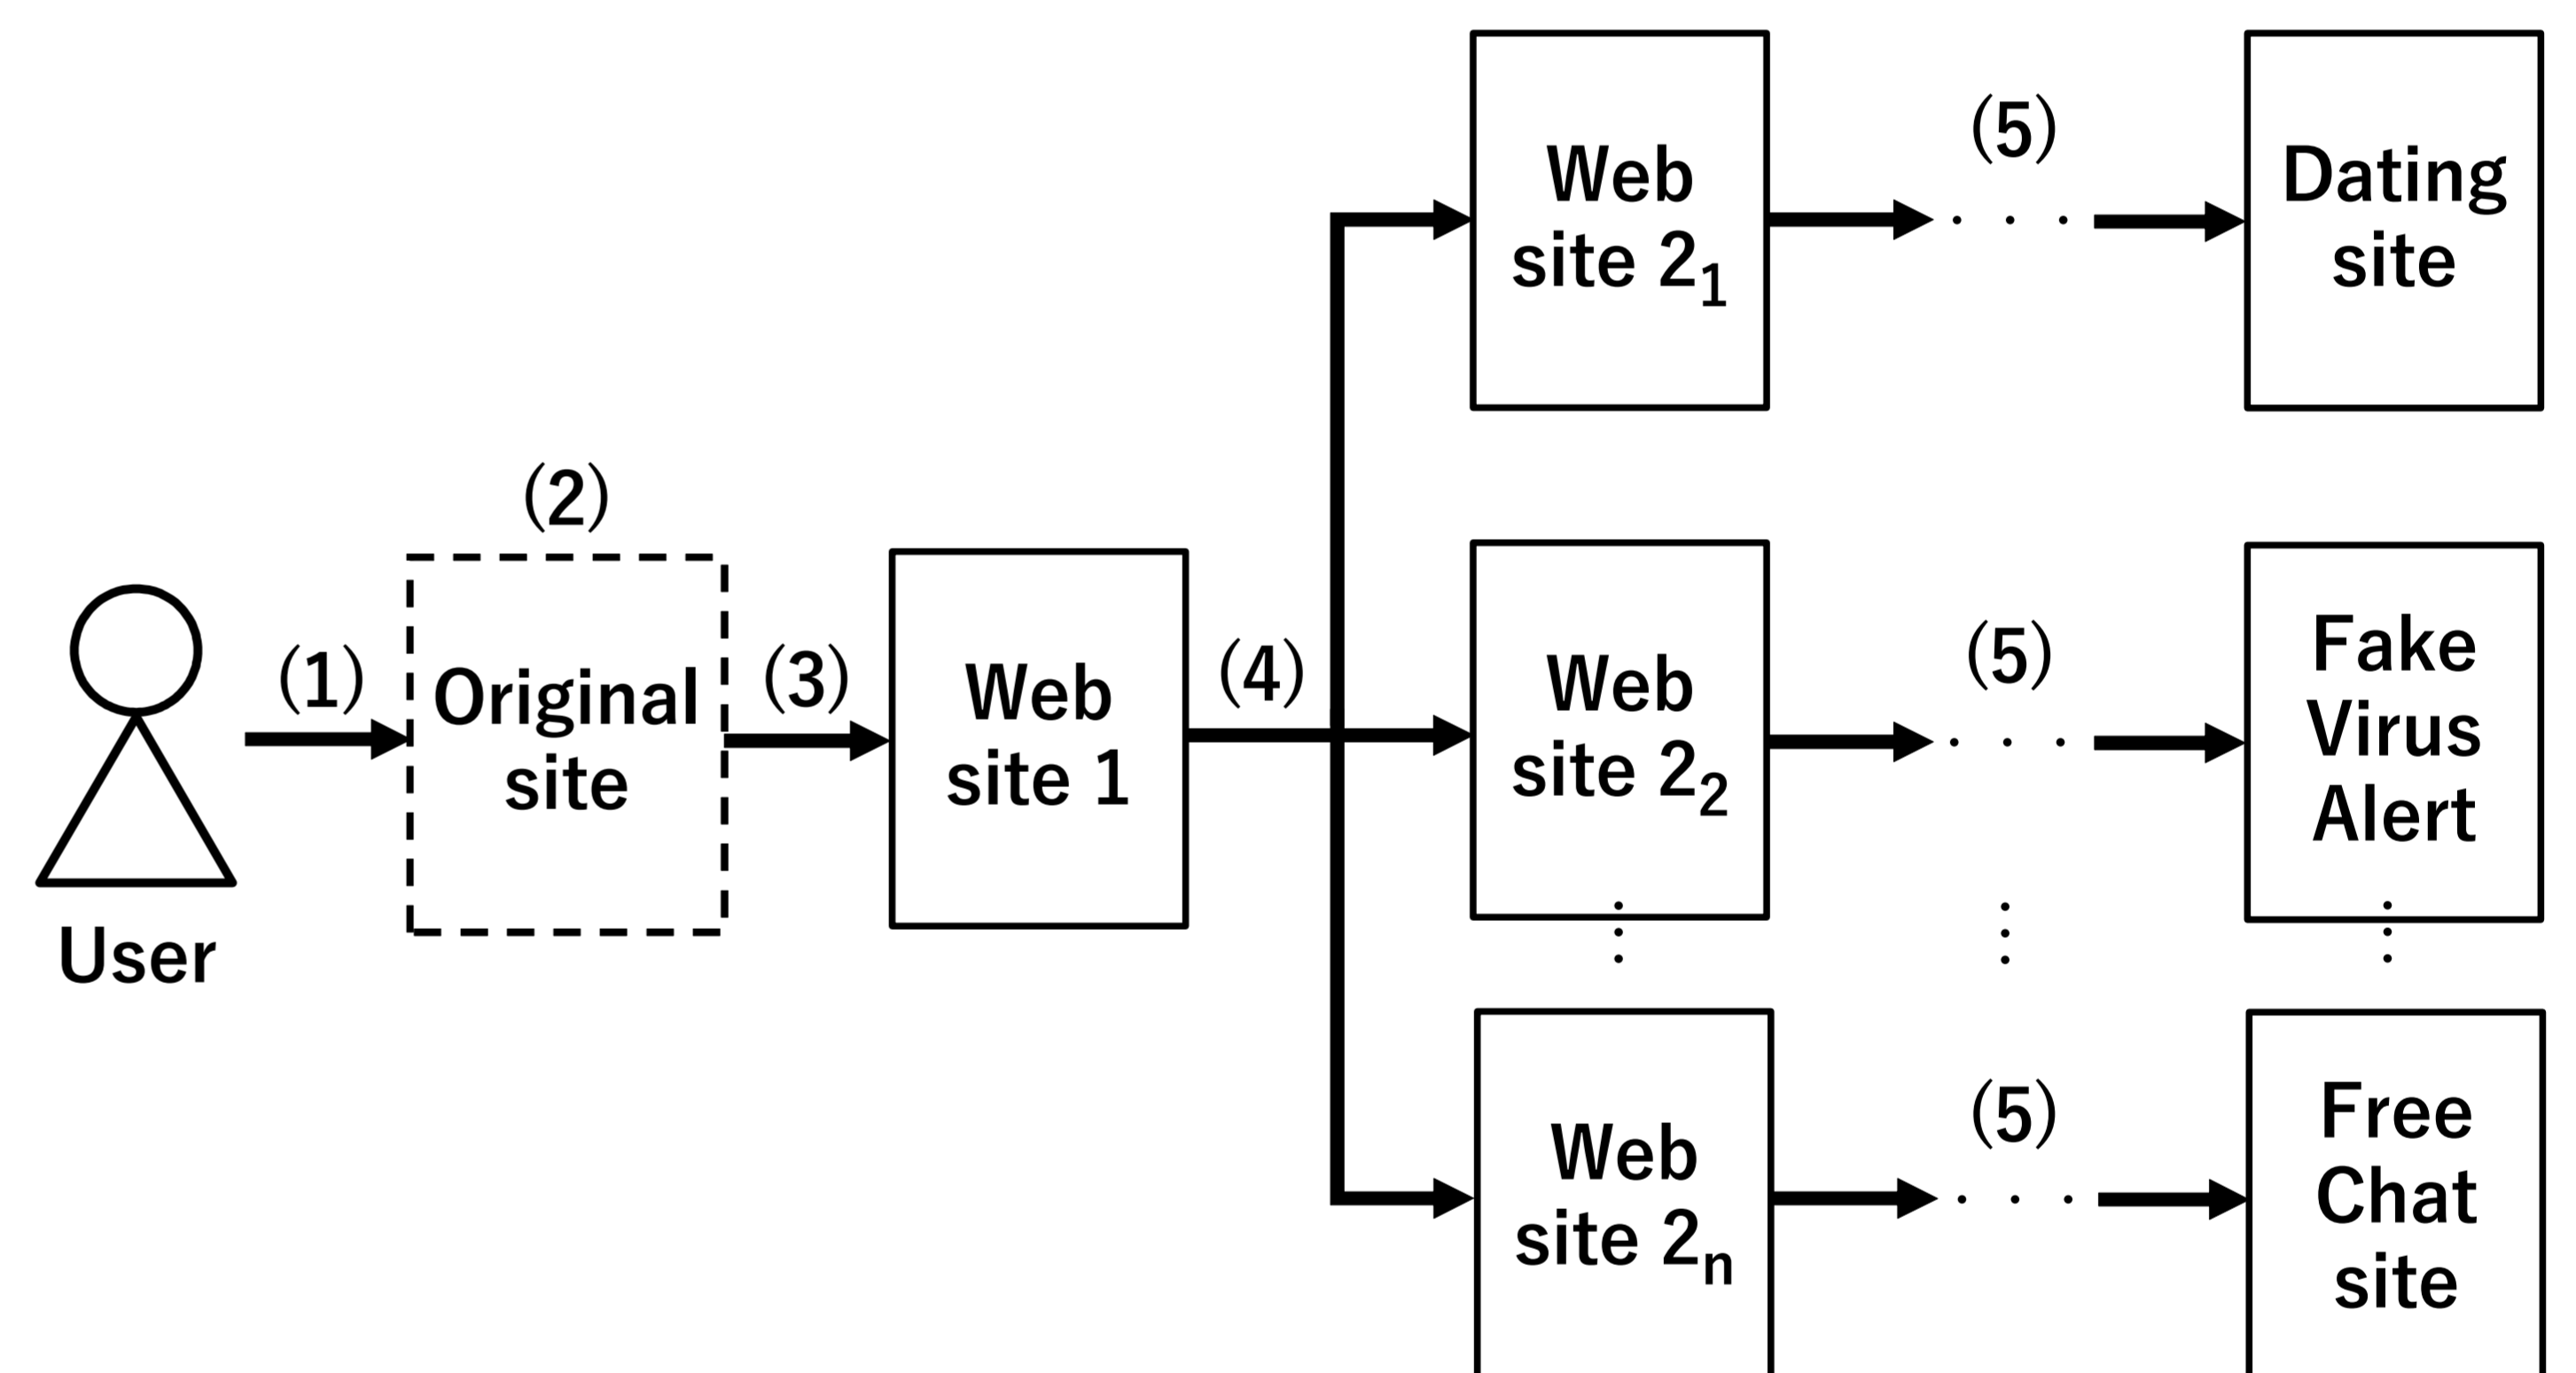 User
(1)
(2)
Original
site
(3)
Web
site 1
(4)
Web
site 2₁
(5)
Dating
site
Web
site 2₂
(5)
Fake
Virus
Alert
Web
site 2ₙ
(5)
Free
Chat
site